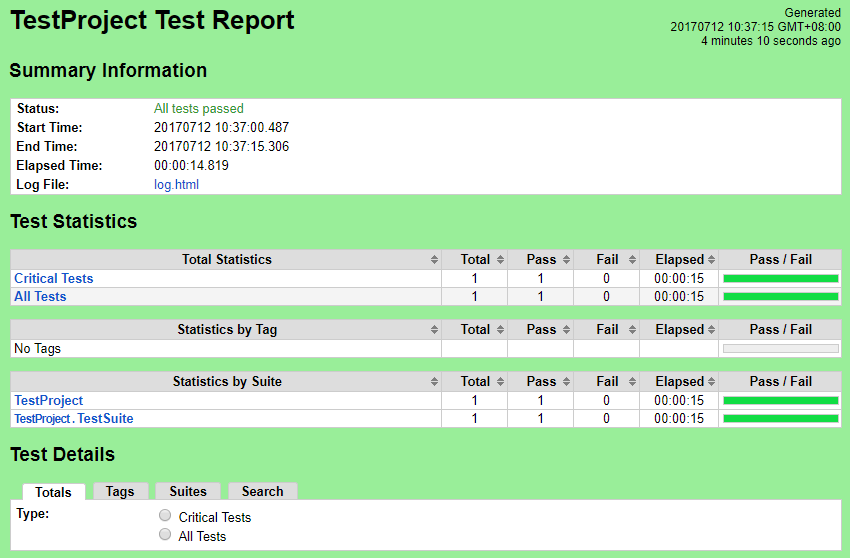 TestProject Test Report
Generated
20170712 10:37:15 GMT+08:00
4 minutes 10 seconds ago
Summary Information
Status: All tests passed
Start Time: 20170712 10:37:00.487
End Time: 20170712 10:37:15.306
Elapsed Time: 00:00:14.819
Log File: log.html
Test Statistics
Total Statistics Total Pass Fail Elapsed Pass / Fail
Critical Tests 1 1 0 00:00:15
All Tests 1 1 0 00:00:15
Statistics by Tag Total Pass Fail Elapsed Pass / Fail
No Tags
Statistics by Suite Total Pass Fail Elapsed Pass / Fail
TestProject 1 1 0 00:00:15
TestProject . TestSuite 1 1 0 00:00:15
Test Details
Totals Tags Suites Search
Type: Critical Tests
All Tests